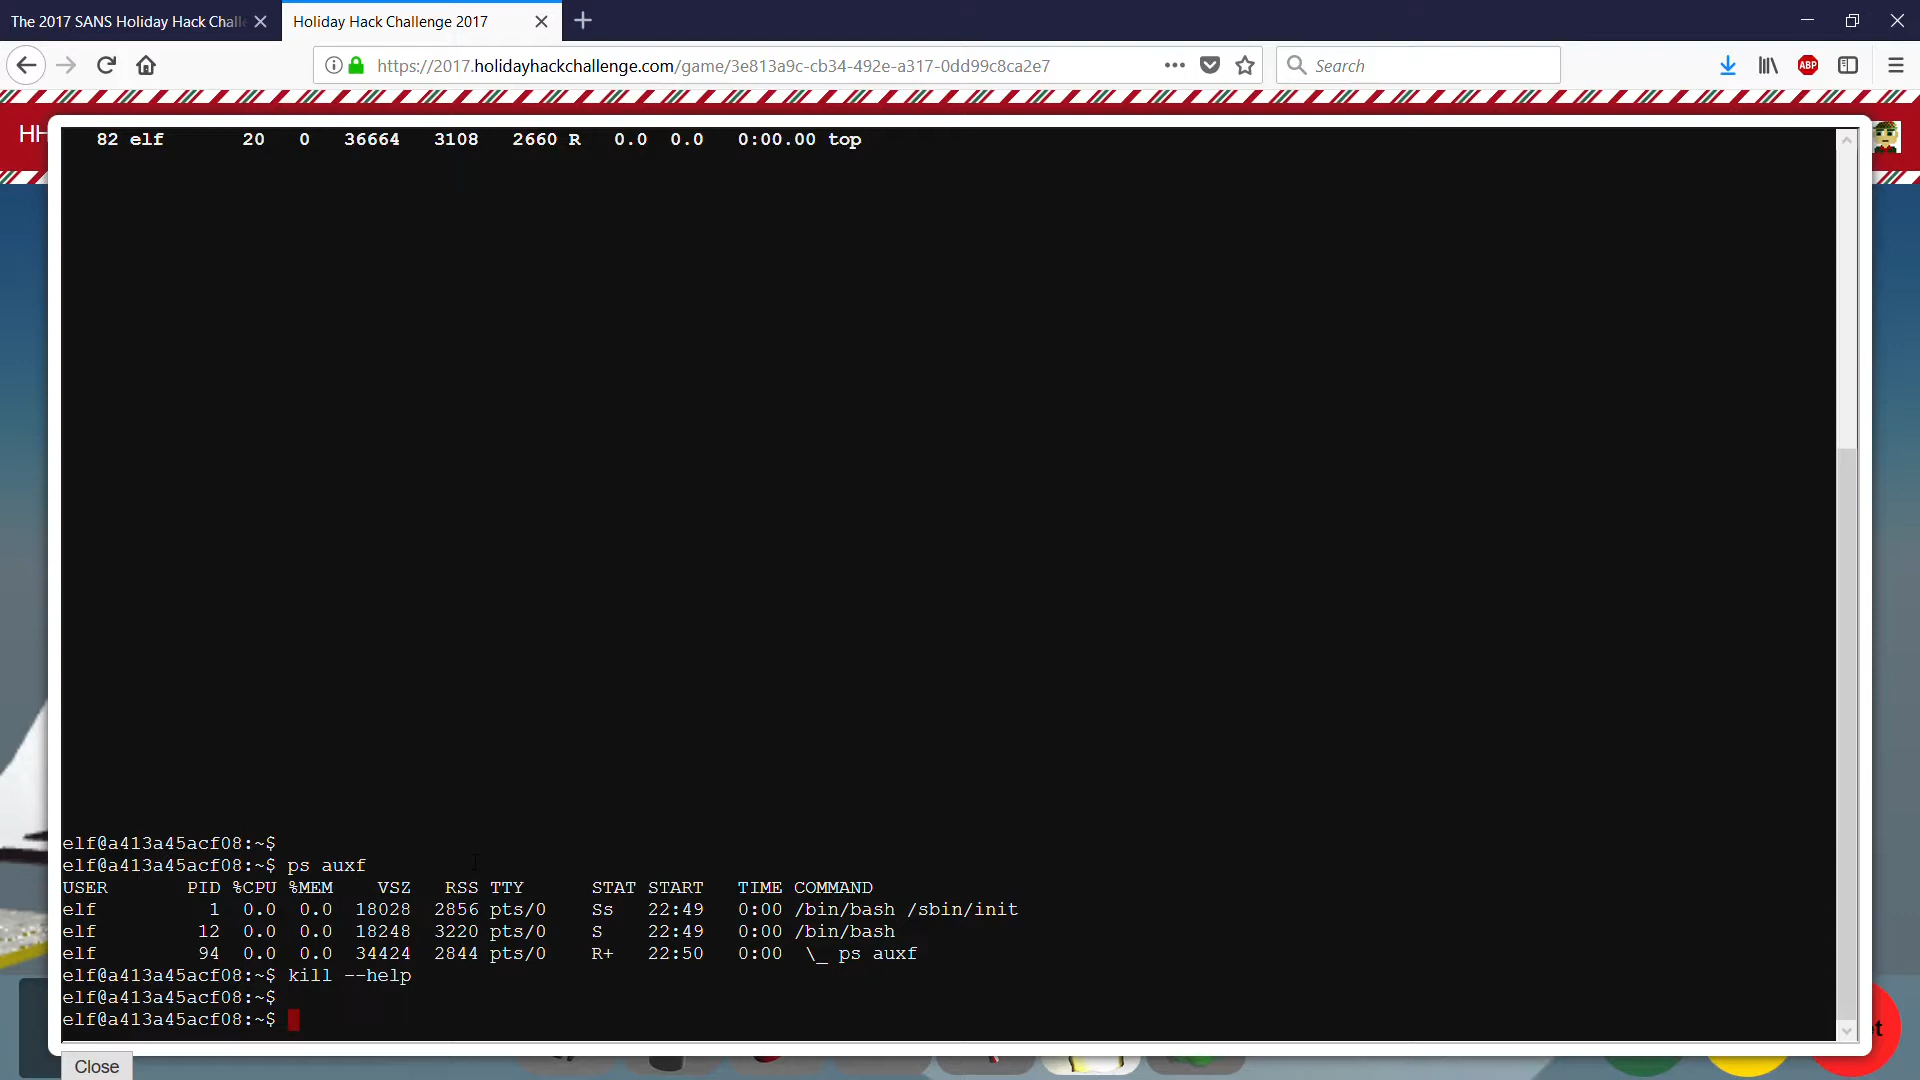 The 2017 SANS Holiday Hack Chall
Holiday Hack Challenge 2017
https://2017.holidayhackchallenge.com/game/3e813a9c-cb34-492e-a317-0dd99c8ca2e7
Search
ABP
HH
82 elf 20 0 36664 3108 2660 R 0.0 0.0 0:00.00 top
elf@a413a45acf08:~$
elf@a413a45acf08:~$ ps auxf
USER PID %CPU %MEM VSZ RSS TTY STAT START TIME COMMAND
elf 1 0.0 0.0 18028 2856 pts/0 Ss 22:49 0:00 /bin/bash /sbin/init
elf 12 0.0 0.0 18248 3220 pts/0 S 22:49 0:00 /bin/bash
elf 94 0.0 0.0 34424 2844 pts/0 R+ 22:50 0:00 \_ ps auxf
elf@a413a45acf08:~$ kill --help
elf@a413a45acf08:~$
elf@a413a45acf08:~$
Close